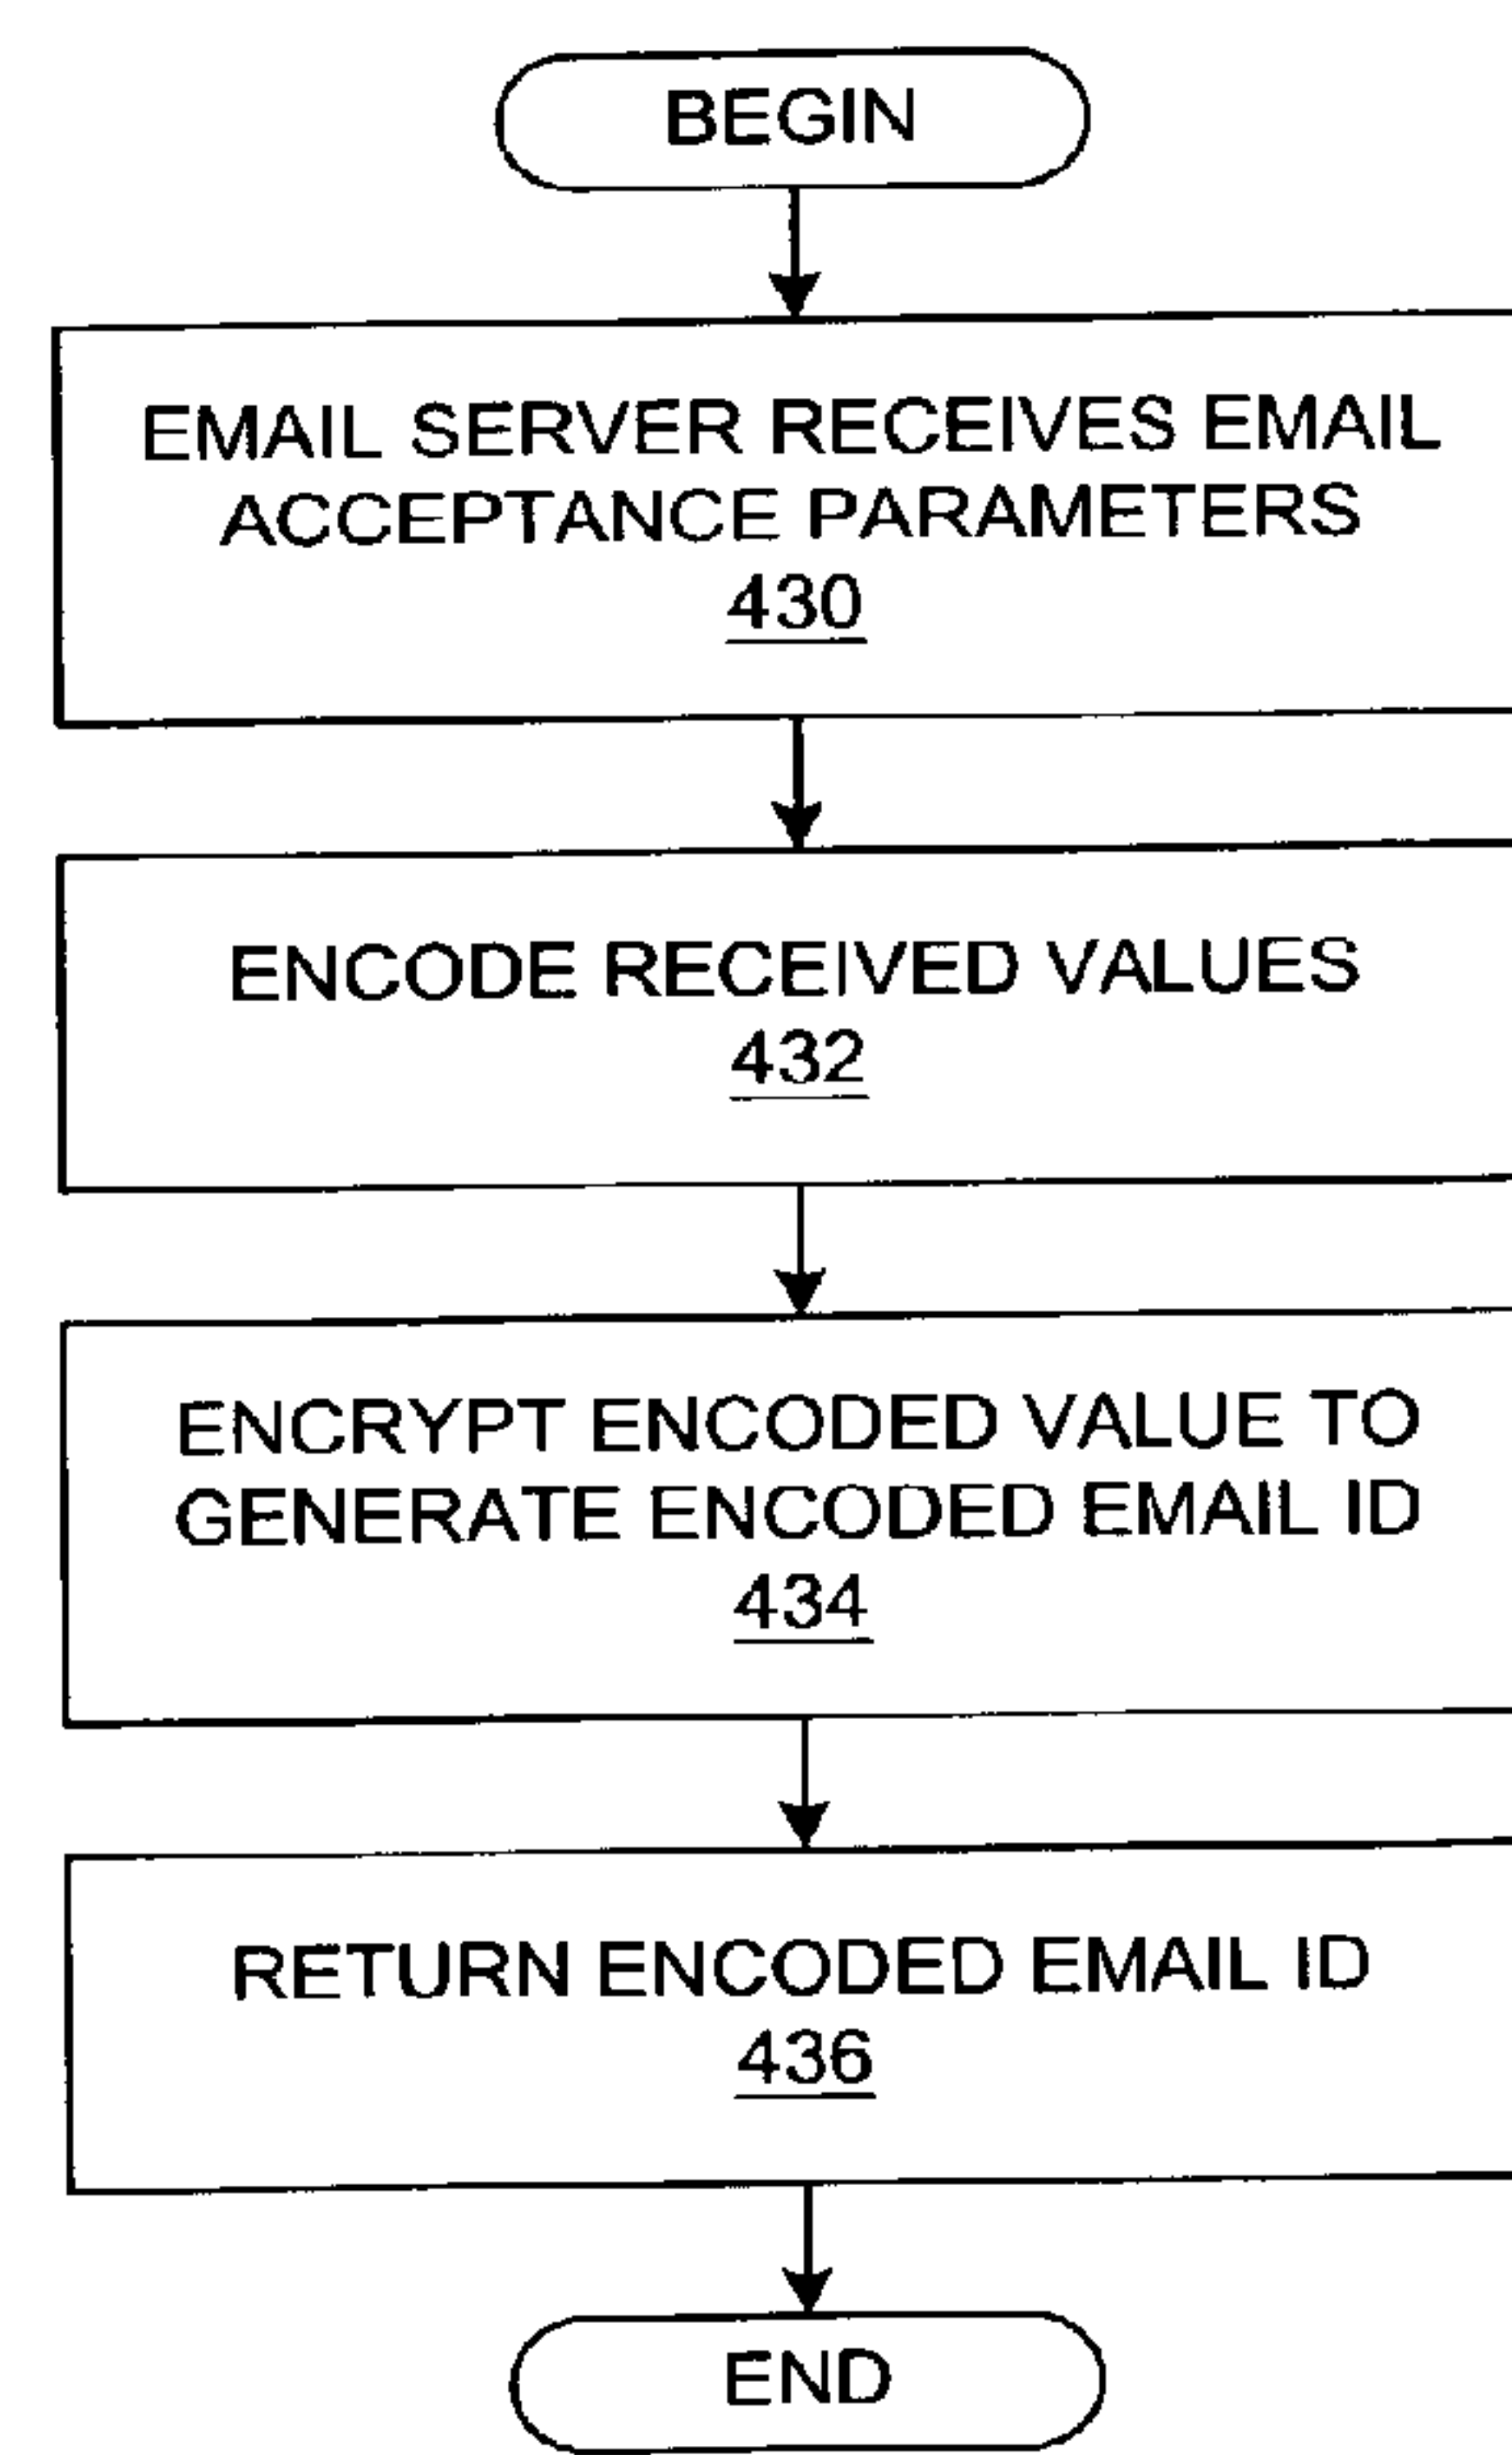 BEGIN
EMAIL SERVER RECEIVES EMAIL
ACCEPTANCE PARAMETERS
430
ENCODE RECEIVED VALUES
432
ENCRYPT ENCODED VALUE TO
GENERATE ENCODED EMAIL ID
434
RETURN ENCODED EMAIL ID
436
END